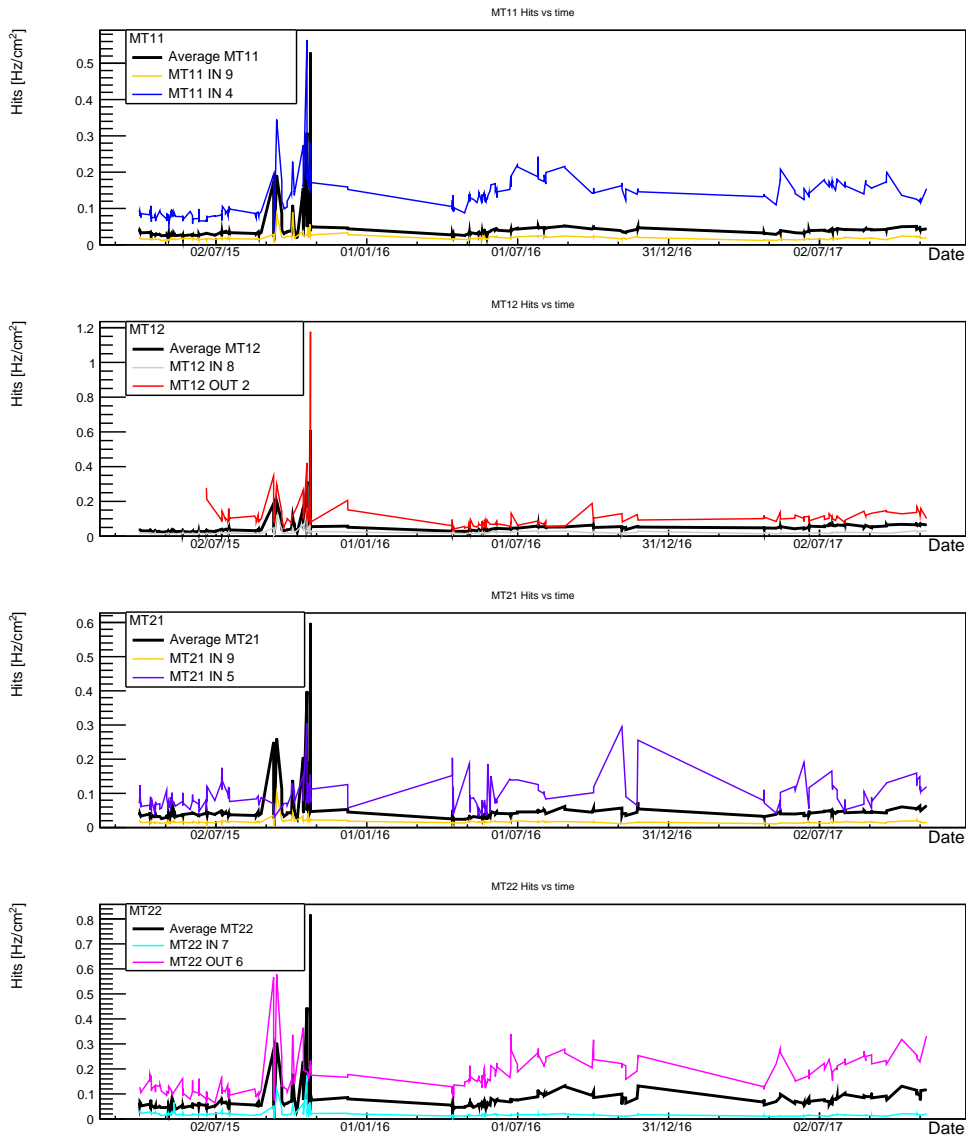 MT11 Hits vs time
Hits [Hz/cm²]
MT11
Average MT11
MT11 IN 9
MT11 IN 4
0.5
0.4
0.3
0.2
0.1
0
02/07/15 01/01/16 01/07/16 31/12/16 02/07/17 Date
MT12 Hits vs time
Hits [Hz/cm²]
MT12
Average MT12
MT12 IN 8
MT12 OUT 2
1.2
1
0.8
0.6
0.4
0.2
0
02/07/15 01/01/16 01/07/16 31/12/16 02/07/17 Date
MT21 Hits vs time
Hits [Hz/cm²]
MT21
Average MT21
MT21 IN 9
MT21 IN 5
0.6
0.5
0.4
0.3
0.2
0.1
0
02/07/15 01/01/16 01/07/16 31/12/16 02/07/17 Date
MT22 Hits vs time
Hits [Hz/cm²]
MT22
Average MT22
MT22 IN 7
MT22 OUT 6
0.8
0.7
0.6
0.5
0.4
0.3
0.2
0.1
0
02/07/15 01/01/16 01/07/16 31/12/16 02/07/17 Date